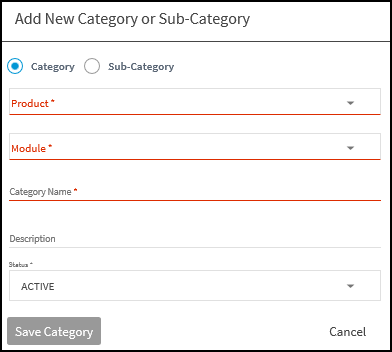 Add New Category or Sub-Category
Category Sub-Category
Product *
Module *
Category Name *
Description
Status *
ACTIVE
Save Category Cancel